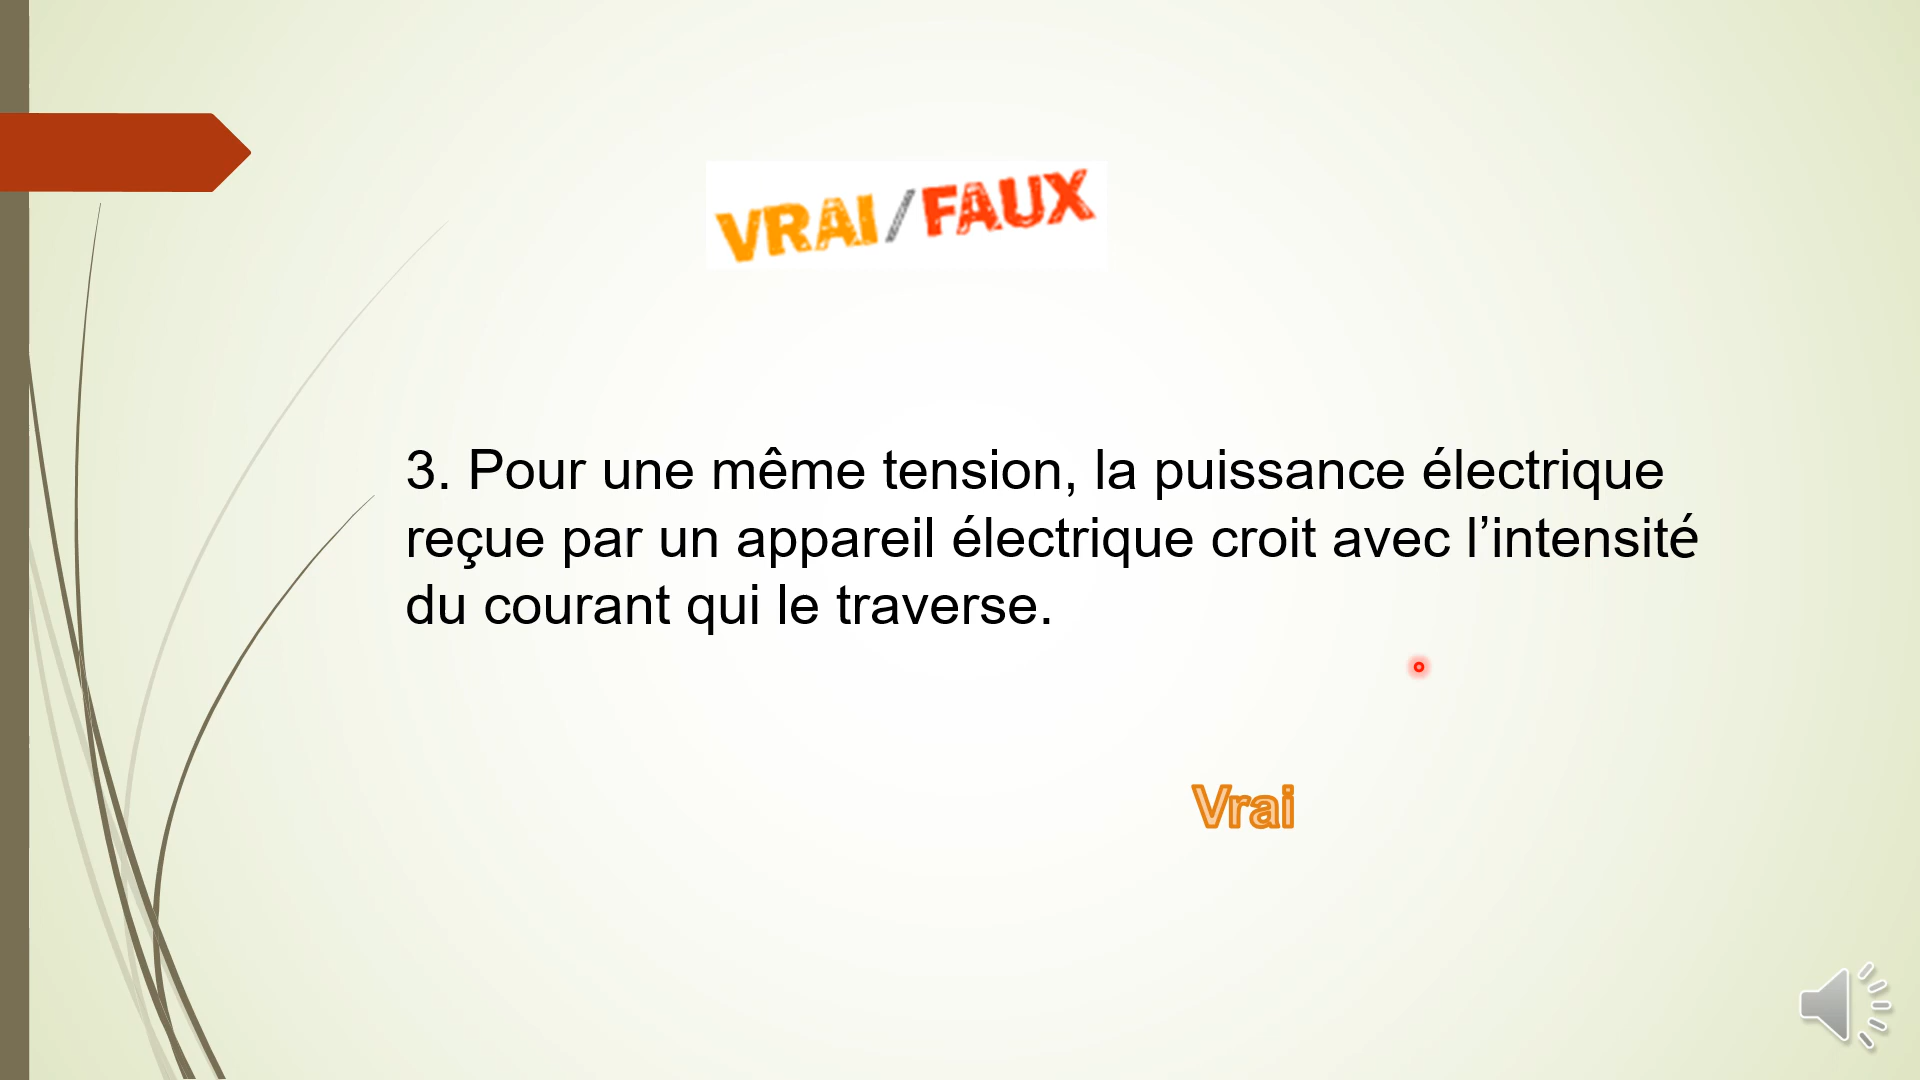 VRAI/FAUX
3. Pour une même tension, la puissance électrique
reçue par un appareil électrique croit avec l’intensité
du courant qui le traverse.
Vrai